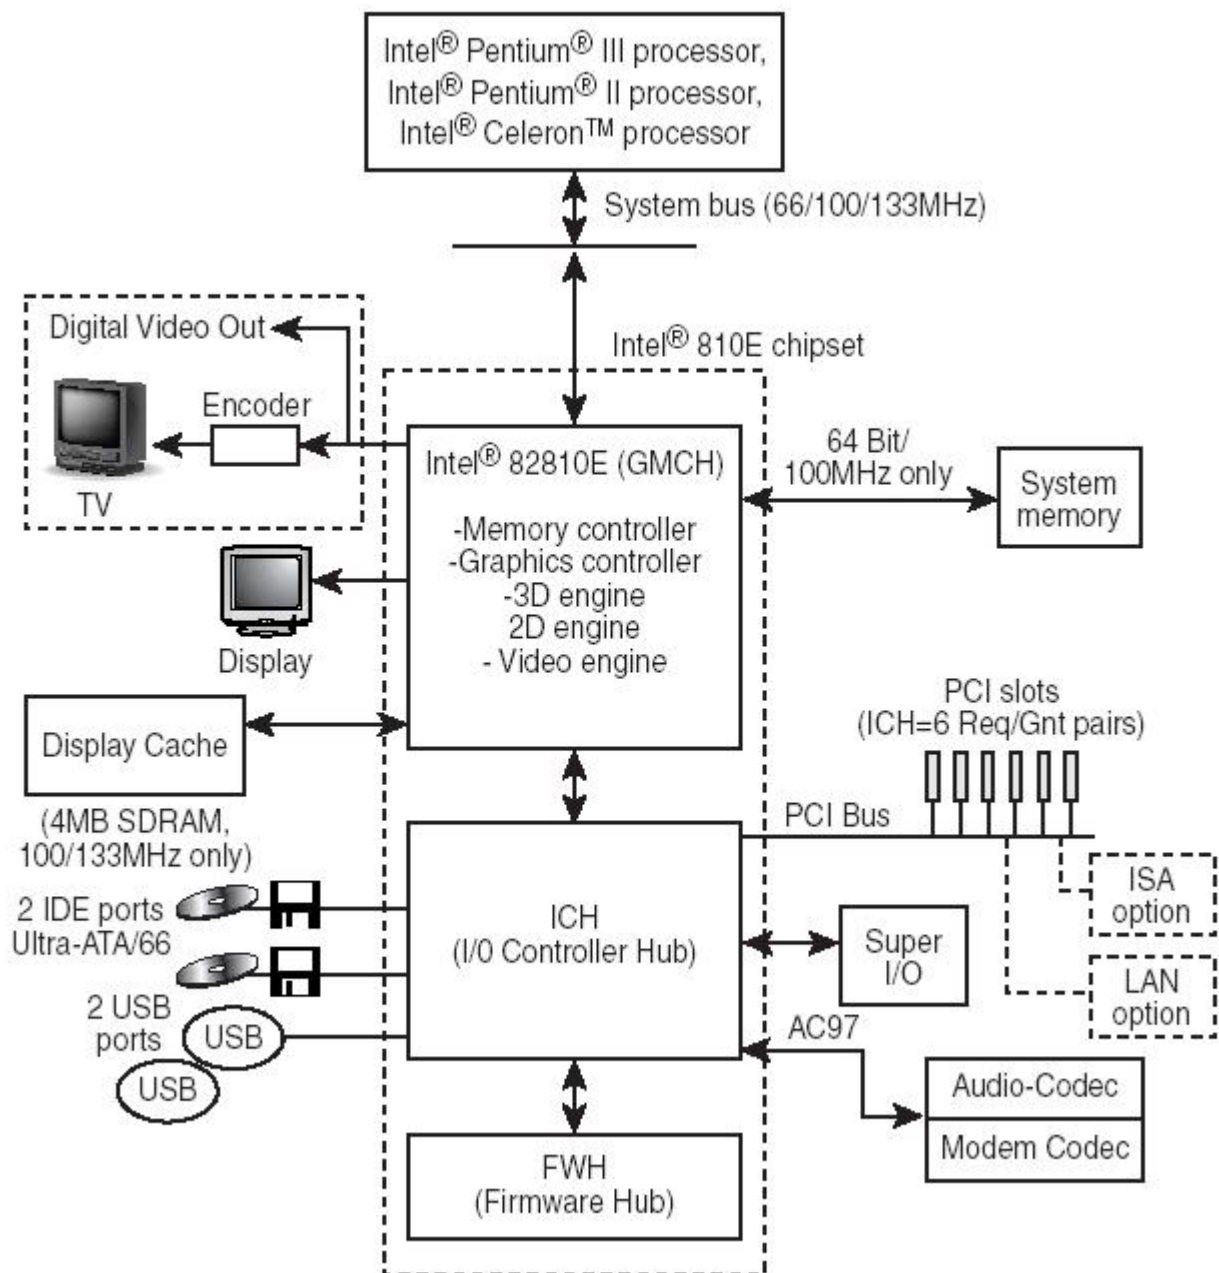 Intel® Pentium® III processor,
Intel® Pentium® II processor,
Intel® Celeron™ processor
System bus (66/100/133MHz)
Digital Video Out
Intel® 810E chipset
Encoder
TV
Intel® 82810E (GMCH)
-Memory controller
-Graphics controller
-3D engine
2D engine
- Video engine
64 Bit/
100MHz only
System
memory
Display
Display Cache
(4MB SDRAM,
100/133MHz only)
PCI slots
(ICH=6 Req/Gnt pairs)
PCI Bus
ISA
option
LAN
option
2 IDE ports
Ultra-ATA/66
ICH
(I/0 Controller Hub)
Super
I/O
2 USB
ports
USB
USB
AC97
Audio-Codec
Modem Codec
FWH
(Firmware Hub)